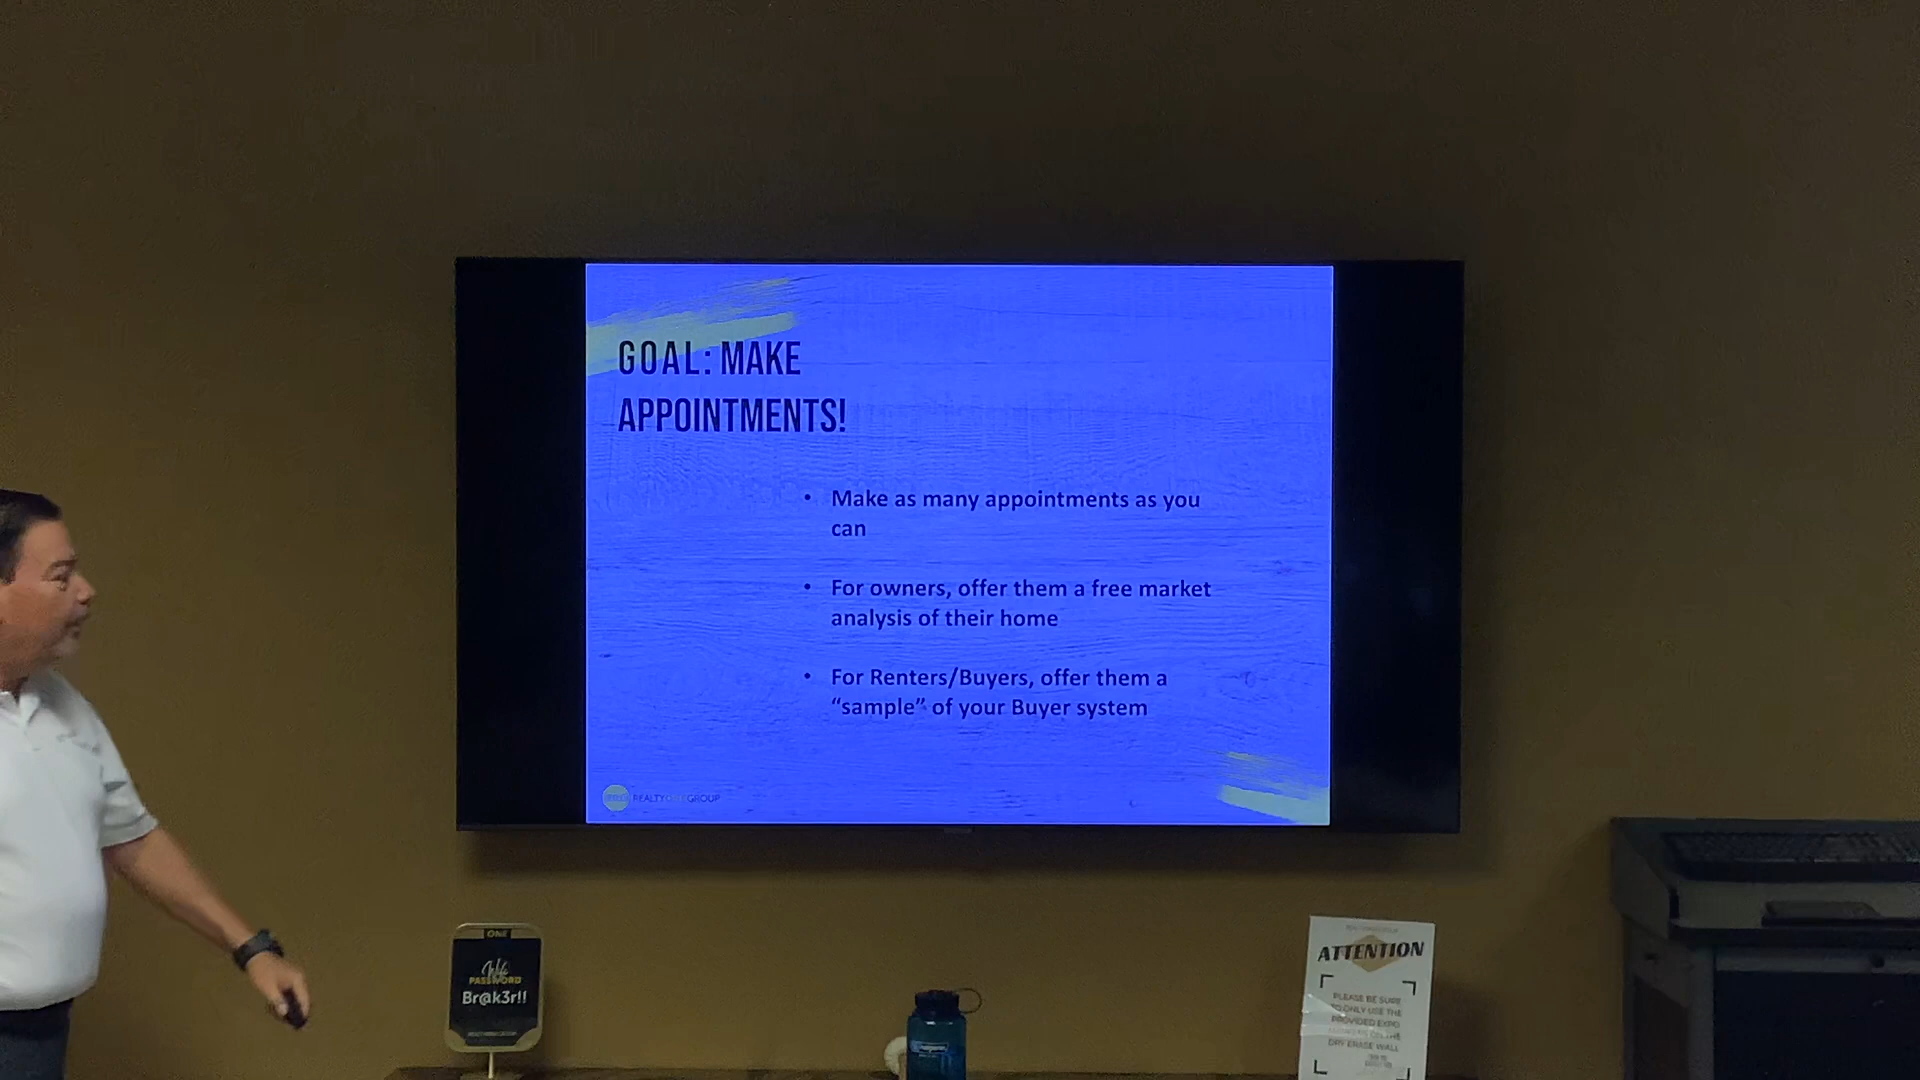 GOAL: MAKE
APPOINTMENTS!
• Make as many appointments as you
can
• For owners, offer them a free market
analysis of their home
• For Renters/Buyers, offer them a
“sample” of your Buyer system
REALTYONEGROUP
ONE
Wifi
PASSWORD
Br@k3r!!
ATTENTION
PLEASE BE SURE
TO ONLY USE THE
PROVIDED EXPO
DRY ERASE WALL